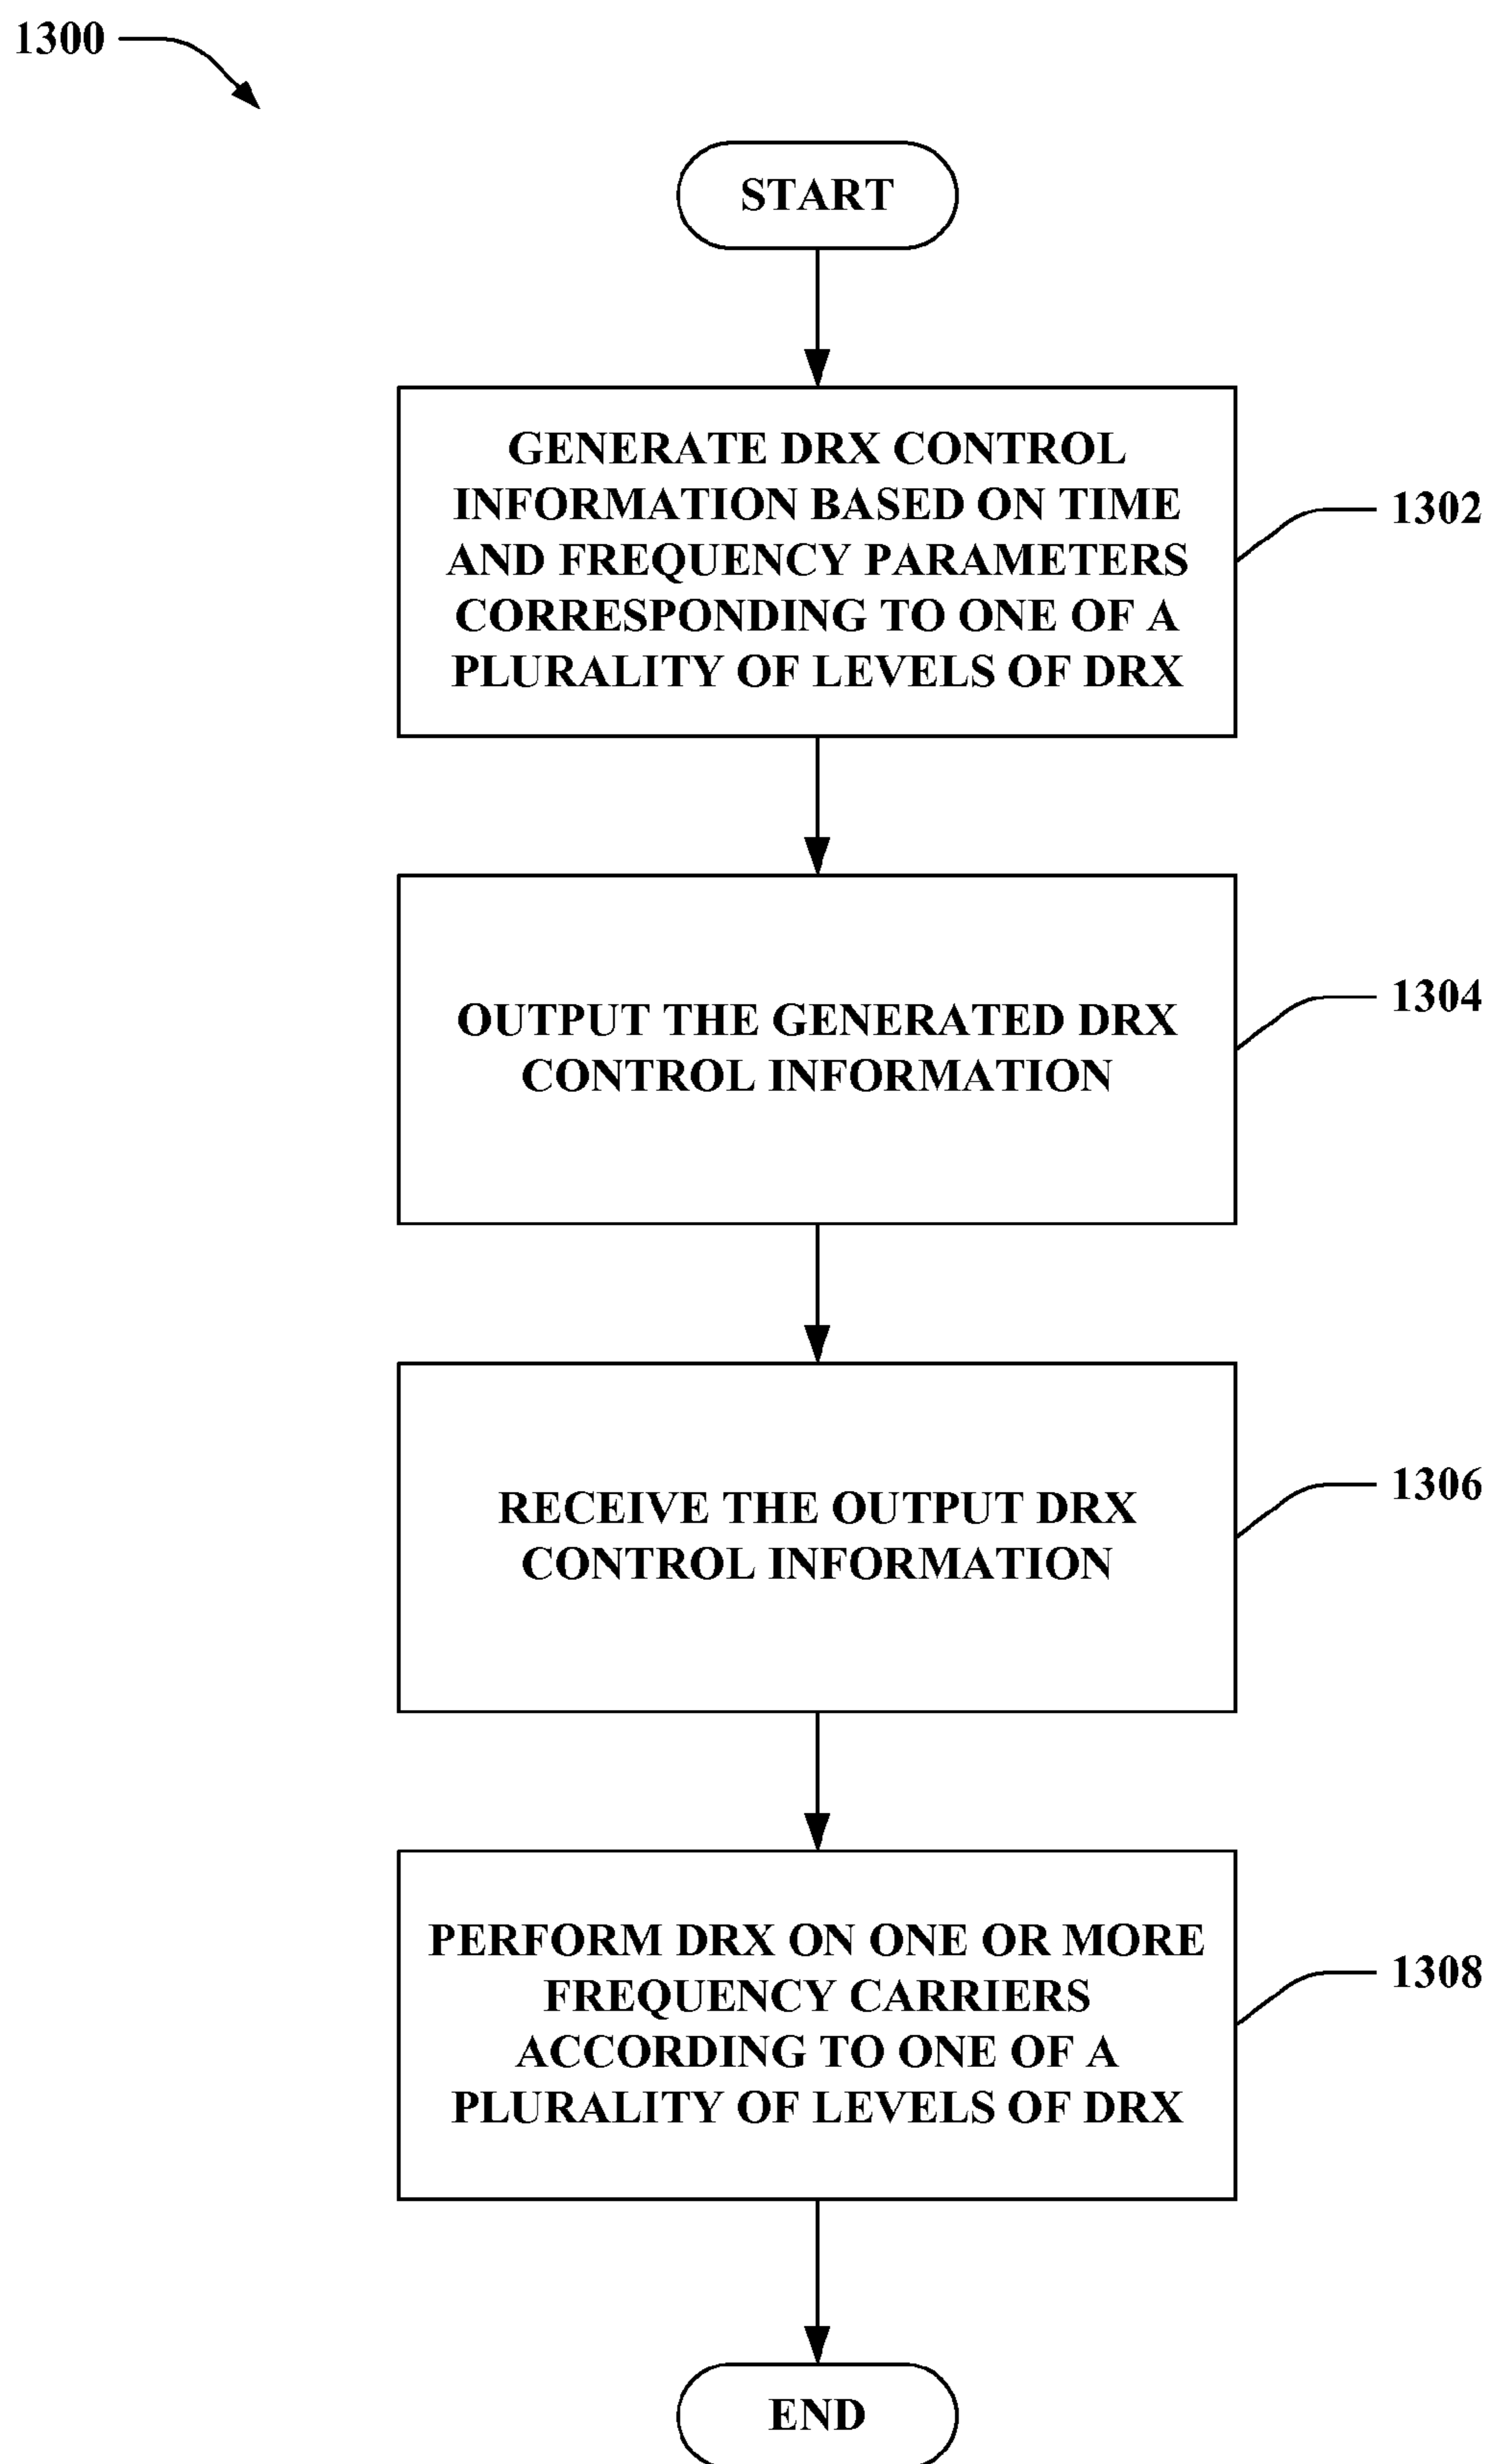 1300
START
GENERATE DRX CONTROL
INFORMATION BASED ON TIME
AND FREQUENCY PARAMETERS
CORRESPONDING TO ONE OF A
PLURALITY OF LEVELS OF DRX
1302
OUTPUT THE GENERATED DRX
CONTROL INFORMATION
1304
RECEIVE THE OUTPUT DRX
CONTROL INFORMATION
1306
PERFORM DRX ON ONE OR MORE
FREQUENCY CARRIERS
ACCORDING TO ONE OF A
PLURALITY OF LEVELS OF DRX
1308
END